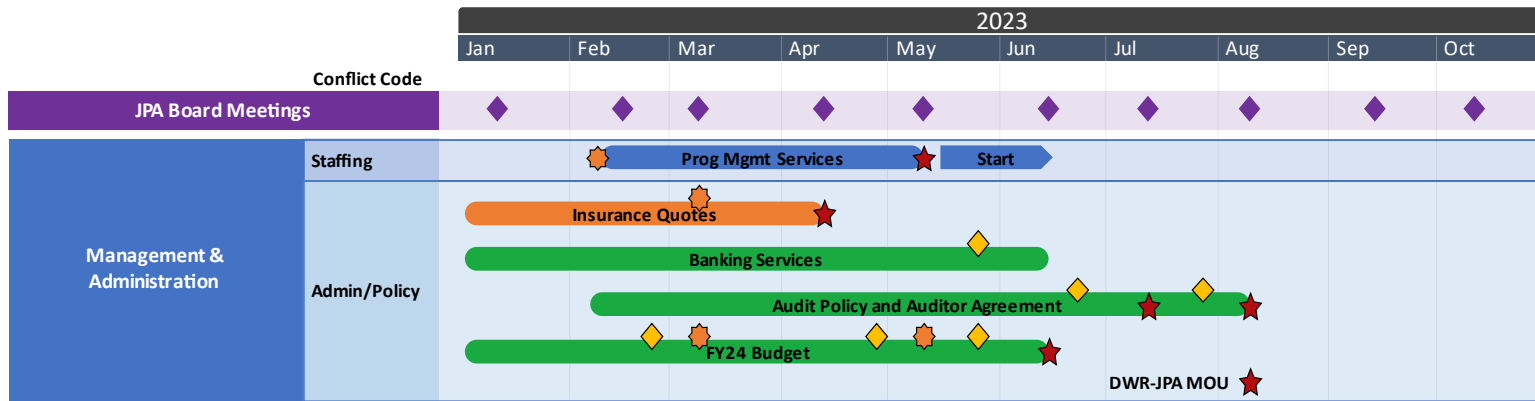 2023
Jan Feb Mar Apr May Jun Jul Aug Sep Oct
Conflict Code
JPA Board Meetings
Staffing
Prog Mgmt Services
Start
Insurance Quotes
Management &
Administration
Banking Services
Admin/Policy
Audit Policy and Auditor Agreement
FY24 Budget
DWR-JPA MOU